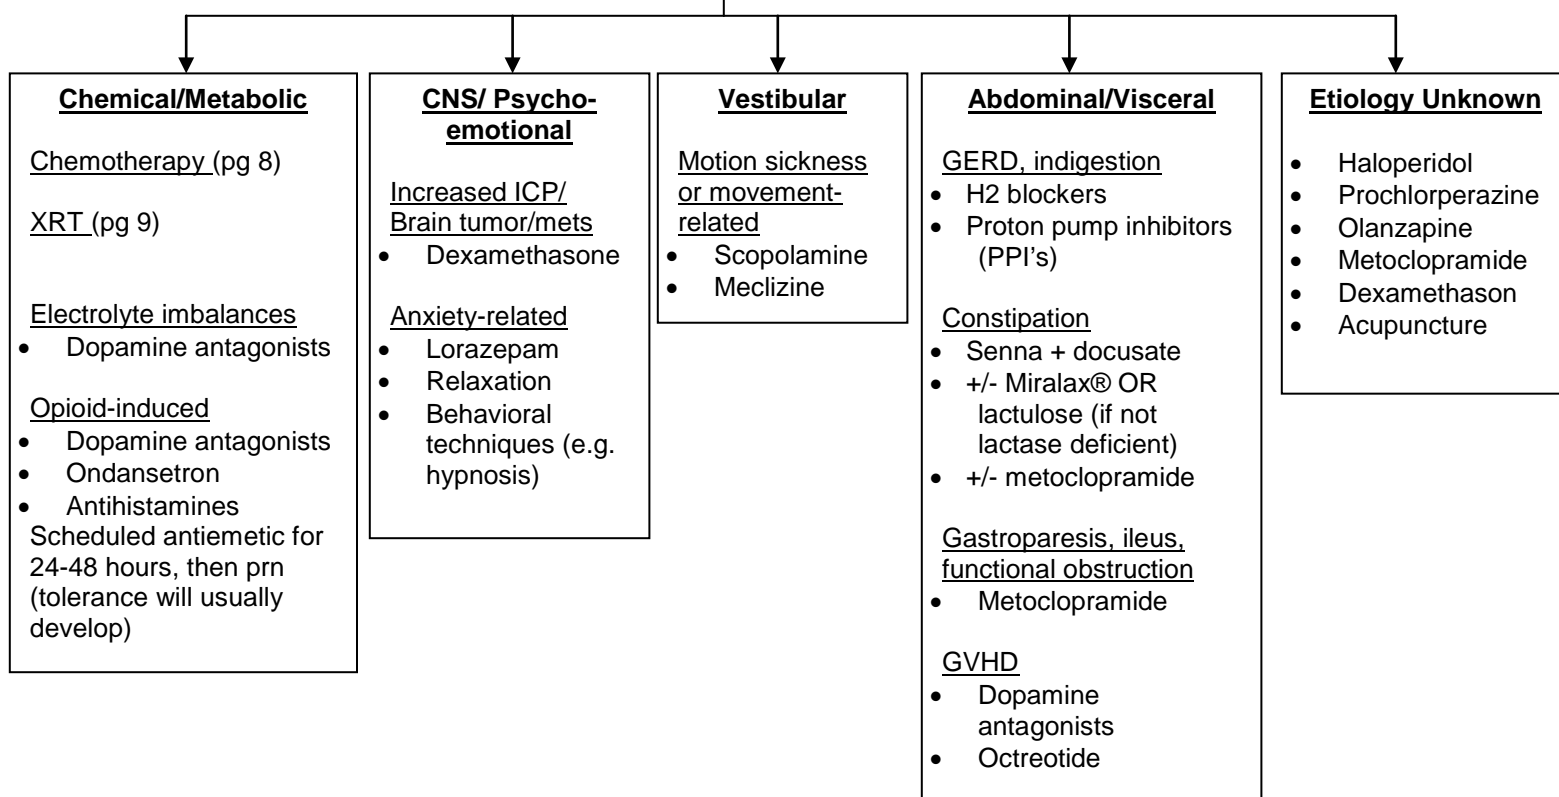 Chemical/Metabolic
Chemotherapy (pg 8)
XRT (pg 9)
Electrolyte imbalances
• Dopamine antagonists
Opioid-induced
• Dopamine antagonists
• Ondansetron
• Antihistamines
Scheduled antiemetic for
24-48 hours, then prn
(tolerance will usually
develop)
CNS/ Psycho-
emotional
Increased ICP/
Brain tumor/mets
• Dexamethasone
Anxiety-related
• Lorazepam
• Relaxation
• Behavioral
techniques (e.g.
hypnosis)
Vestibular
Motion sickness
or movement-
related
• Scopolamine
• Meclizine
Abdominal/Visceral
GERD, indigestion
• H2 blockers
• Proton pump inhibitors
(PPI's)
Constipation
• Senna + docusate
• +/- Miralax® OR
lactulose (if not
lactase deficient)
• +/- metoclopramide
Gastroparesis, ileus,
functional obstruction
• Metoclopramide
GVHD
• Dopamine
antagonists
• Octreotide
Etiology Unknown
• Haloperidol
• Prochlorperazine
• Olanzapine
• Metoclopramide
• Dexamethason
• Acupuncture